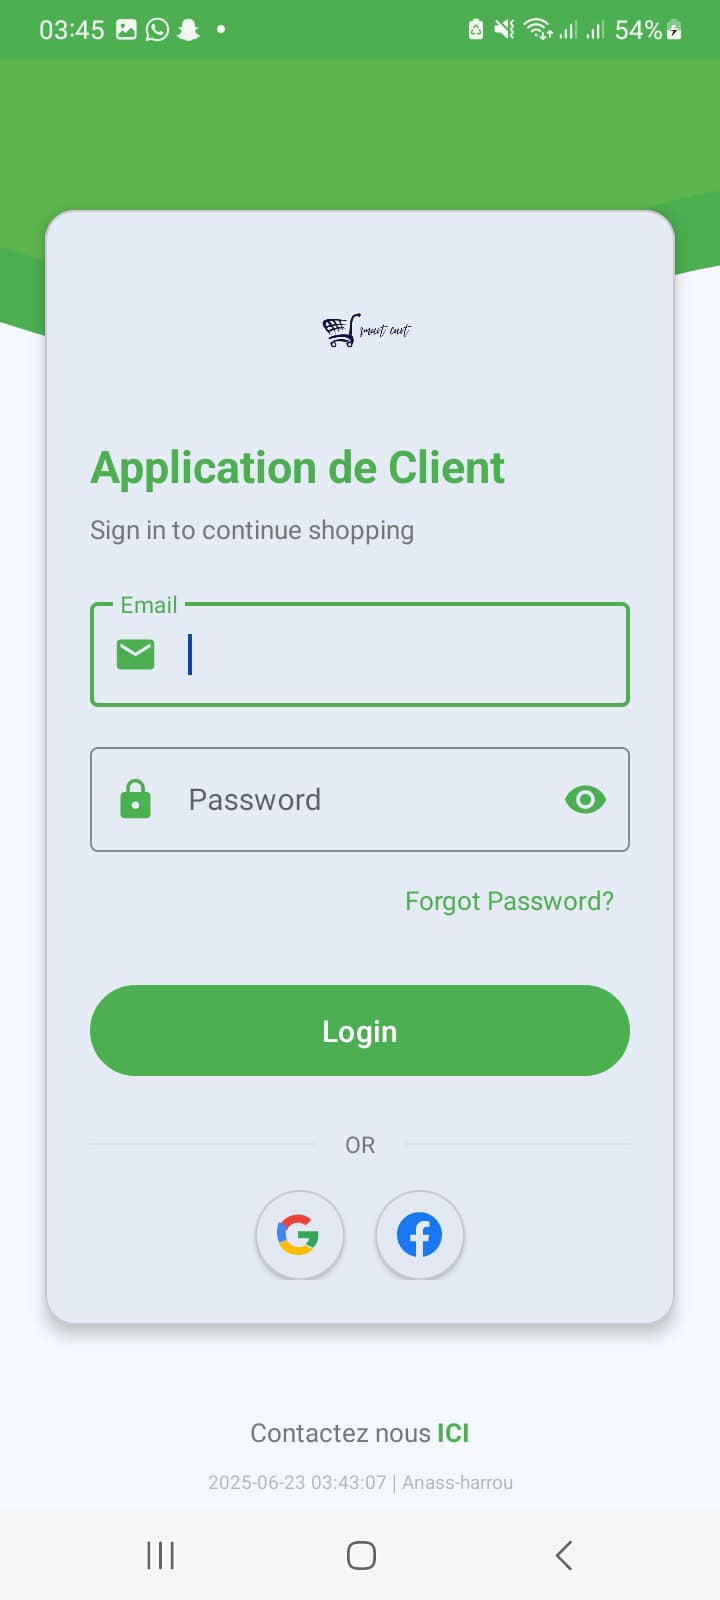 03:45 54%
smart cart
Application de Client
Sign in to continue shopping
Email
Password
Forgot Password?
Login
OR
Contactez nous ICI
2025-06-23 03:43:07 | Anass-harrou